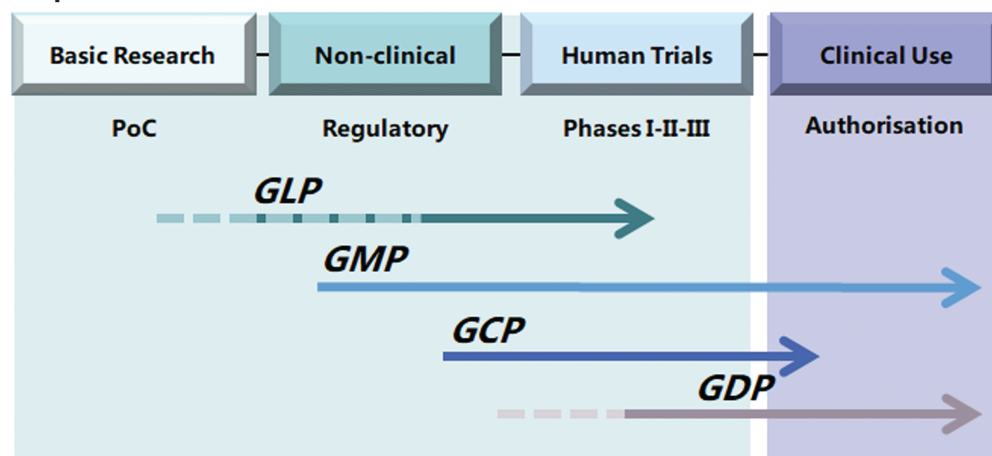 Basic Research Non-clinical Human Trials Clinical Use
PoC Regulatory Phases I-II-III Authorisation
GLP
GMP
GCP
GDP